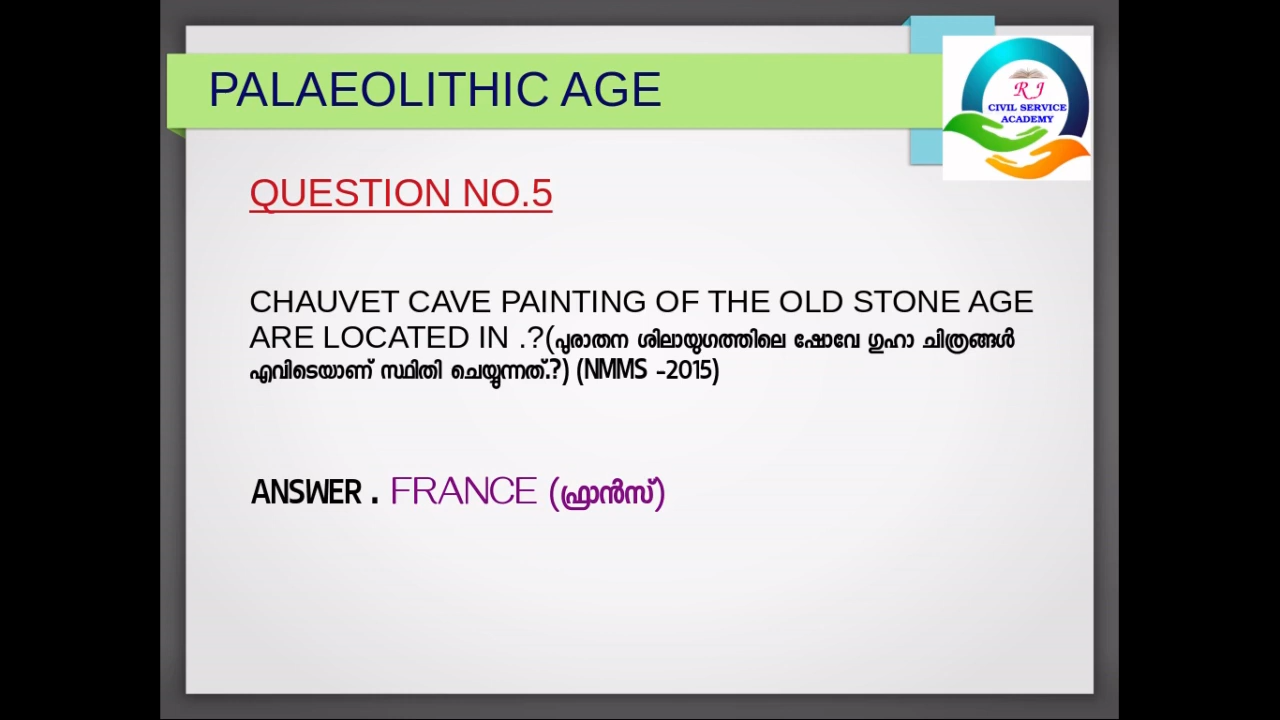 PALAEOLITHIC AGE
RJ
CIVIL SERVICE
ACADEMY
QUESTION NO.5
CHAUVET CAVE PAINTING OF THE OLD STONE AGE
ARE LOCATED IN .?(പുരാതന ശിലായുഗത്തിലെ ഷോവേ ഗുഹാ ചിത്രങ്ങൾ
എവിടെയാണ് സ്ഥിതി ചെയ്യുന്നത്.?) (NMMS -2015)
ANSWER . FRANCE (ഫ്രാൻസ്)